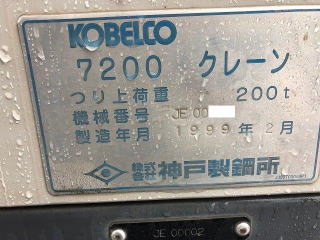 KOBELCO
7200 クレーン
つり上荷重 200t
機械番号 JE 00
製造年月 1999年2月
株式会社 神戸製鋼所
JE 00002